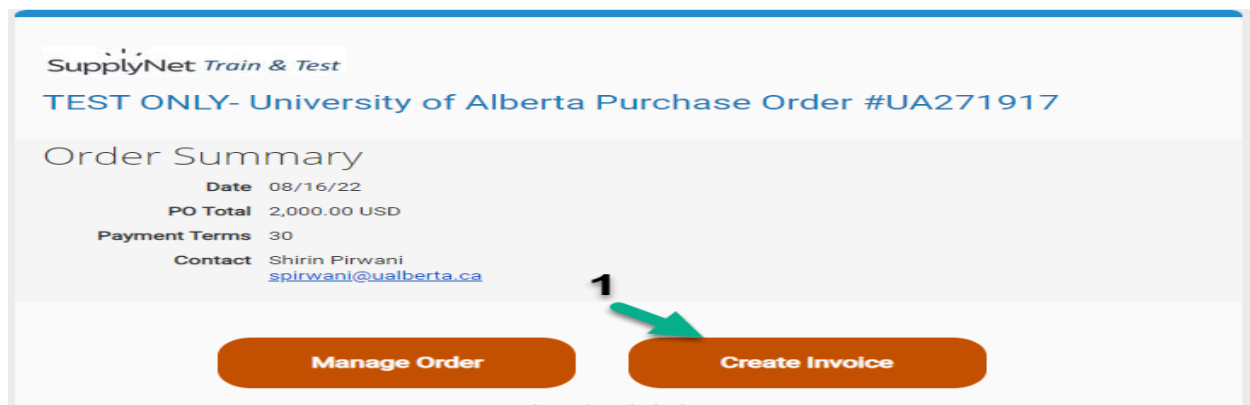 SupplyNet Train & Test
TEST ONLY- University of Alberta Purchase Order #UA271917
Order Summary
Date 08/16/22
PO Total 2,000.00 USD
Payment Terms 30
Contact Shirin Pirwani
spirwani@ualberta.ca
1
Manage Order Create Invoice